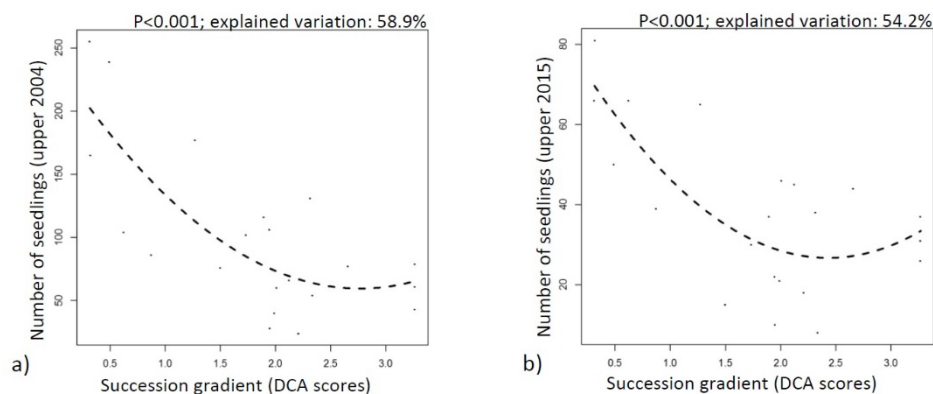 P<0.001; explained variation: 58.9%
Number of seedlings (upper 2004)
250
200
150
100
50
0.5 1.0 1.5 2.0 2.5 3.0
a)
Succession gradient (DCA scores)
P<0.001; explained variation: 54.2%
Number of seedlings (upper 2015)
80
60
40
20
0.5 1.0 1.5 2.0 2.5 3.0
b)
Succession gradient (DCA scores)